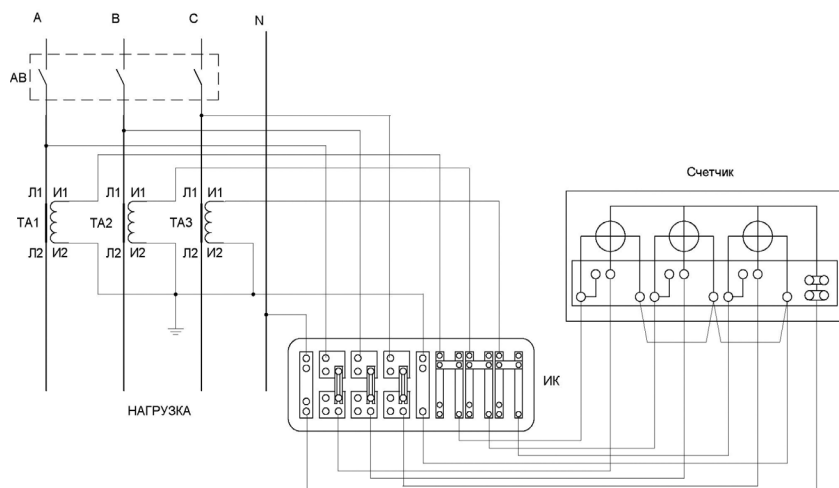 A B C N
АВ
Счетчик
Л1 И1 Л1 И1 Л1 И1
ТА1 ТА2 ТА3
Л2 И2 Л2 И2 Л2 И2
ИК
НАГРУЗКА